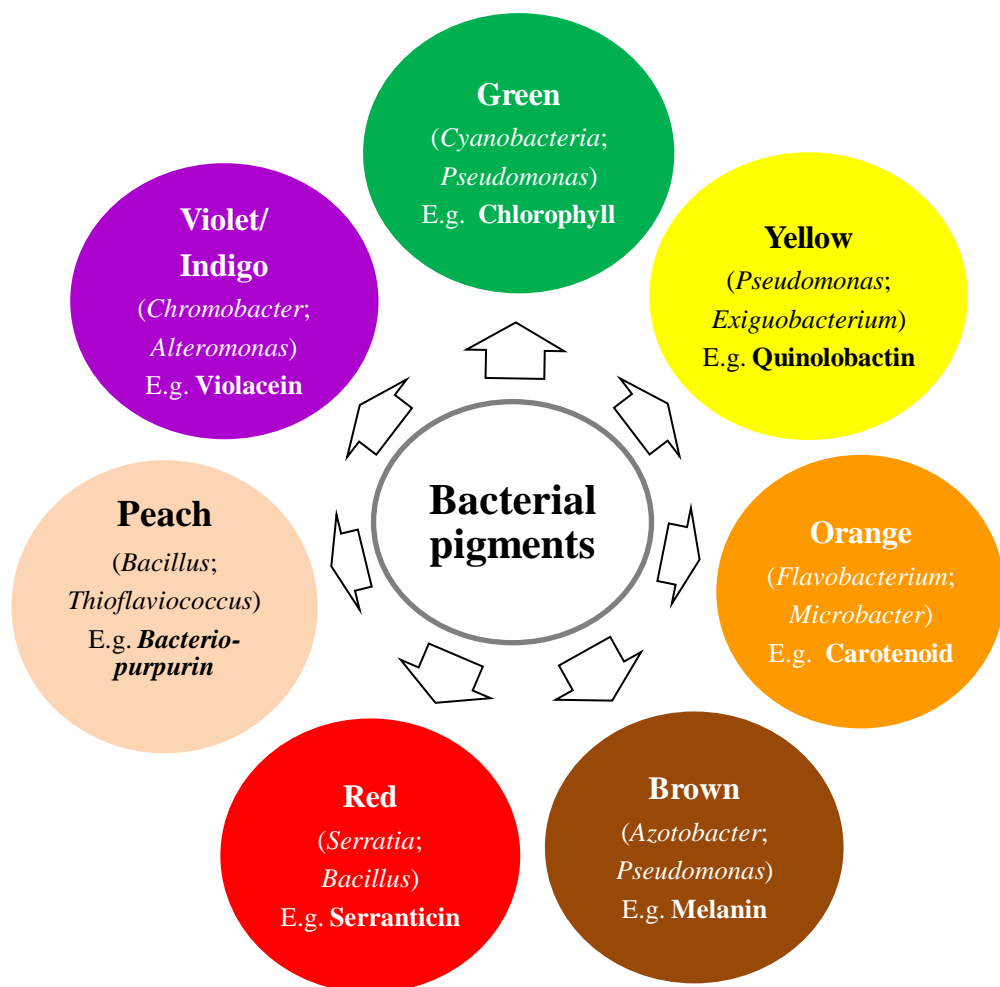 Green
(Cyanobacteria;
Pseudomonas)
E.g. Chlorophyll
Yellow
(Pseudomonas;
Exiguobacterium)
E.g. Quinolobactin
Orange
(Flavobacterium;
Microbacter)
E.g. Carotenoid
Brown
(Azotobacter;
Pseudomonas)
E.g. Melanin
Red
(Serratia;
Bacillus)
E.g. Serranticin
Peach
(Bacillus;
Thioflaviococcus)
E.g. Bacterio-
purpurin
Violet/
Indigo
(Chromobacter;
Alteromonas)
E.g. Violacein
Bacterial
pigments